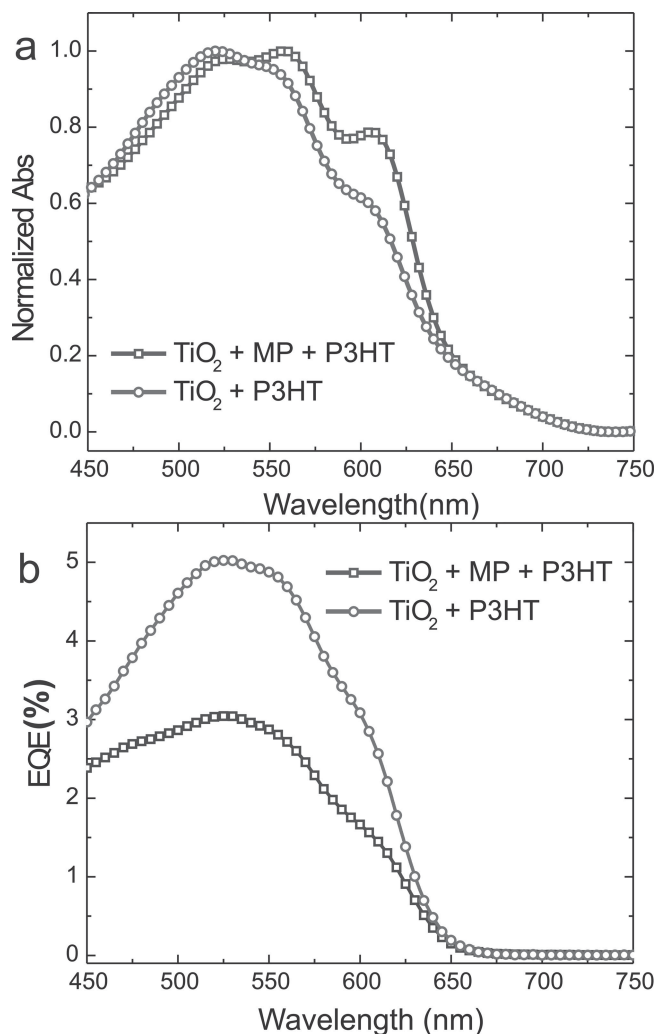 a
1.0
0.8
0.6
0.4
0.2
0.0
Normalized Abs
TiO2 + MP + P3HT
TiO2 + P3HT
450 500 550 600 650 700 750
Wavelength(nm)
b
5
4
3
2
1
0
EQE(%)
TiO2 + MP + P3HT
TiO2 + P3HT
450 500 550 600 650 700 750
Wavelength (nm)